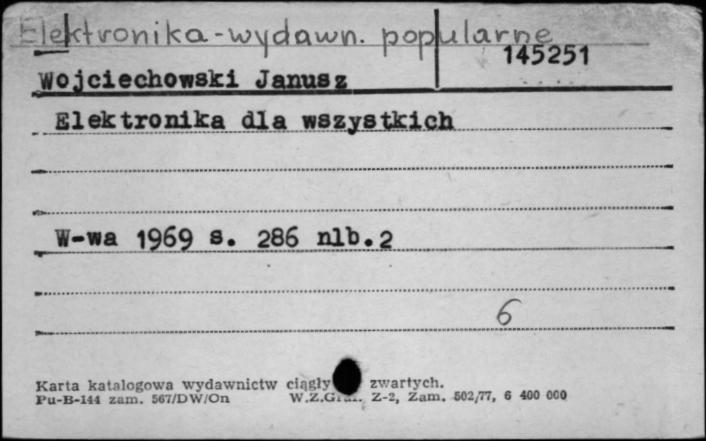 Elektronika - wydawn. popularne
145251
Wojciechowski Janusz
Elektronika dla wszystkich
W-wa 1969 s. 286 nlb.2
6
Karta katalogowa wydawnictw ciągły zwartych.
Pu-B-144 zam. 567/DW/On W.Z.Graf. Z-2, Zam. 502/77, 6 400 000